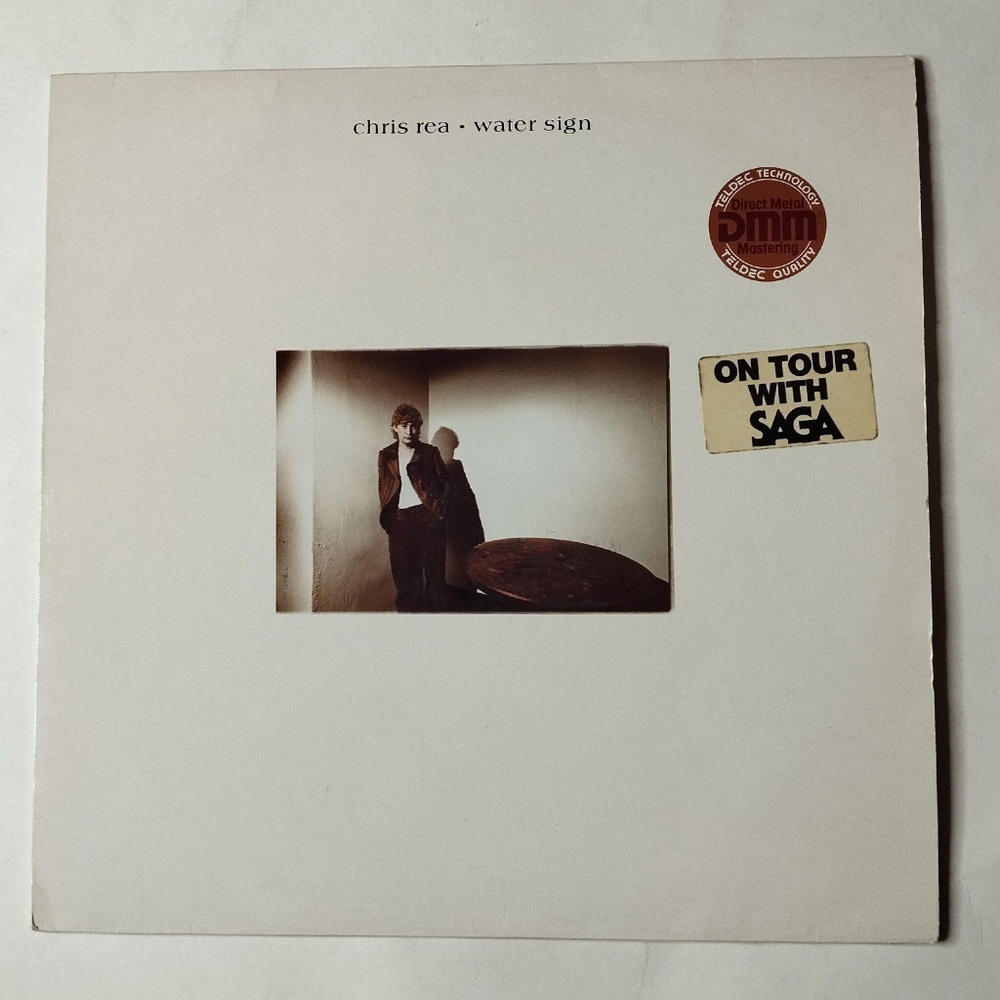 chris rea • water sign
TELDEC TECHNOLOGY
Direct Metal
DMM
Mastering
TELDEC QUALITY
ON TOUR
WITH
SAGA